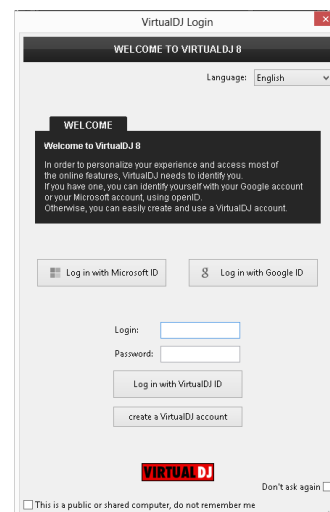 VirtualDJ Login
WELCOME TO VIRTUALDJ 8
Language: English
WELCOME
Welcome to VirtualDJ 8
In order to personalize your experience and access most of
the online features, VirtualDJ needs to identify you.
If you have one, you can identify yourself with your Google account
or your Microsoft account, using openID.
Otherwise, you can easily create and use a VirtualDJ account.
Log in with Microsoft ID
8 Log in with Google ID
Login:
Password:
Log in with VirtualDJ ID
create a VirtualDJ account
VIRTUAL DJ
Don't ask again
This is a public or shared computer, do not remember me